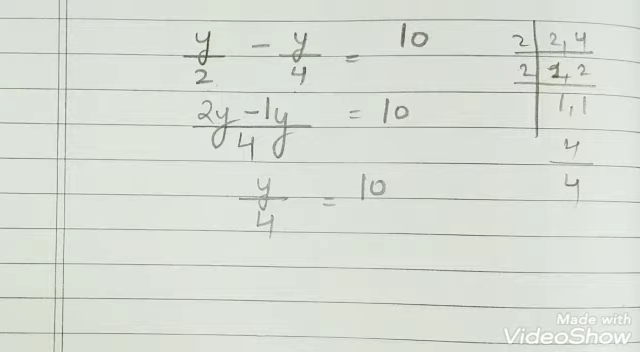 y/2 - y/4 = 10
2y-1y/4 = 10
y/4 = 10
2 | 2, 4
2 | 1, 2
1, 1
4
4
Made with
VideoShow